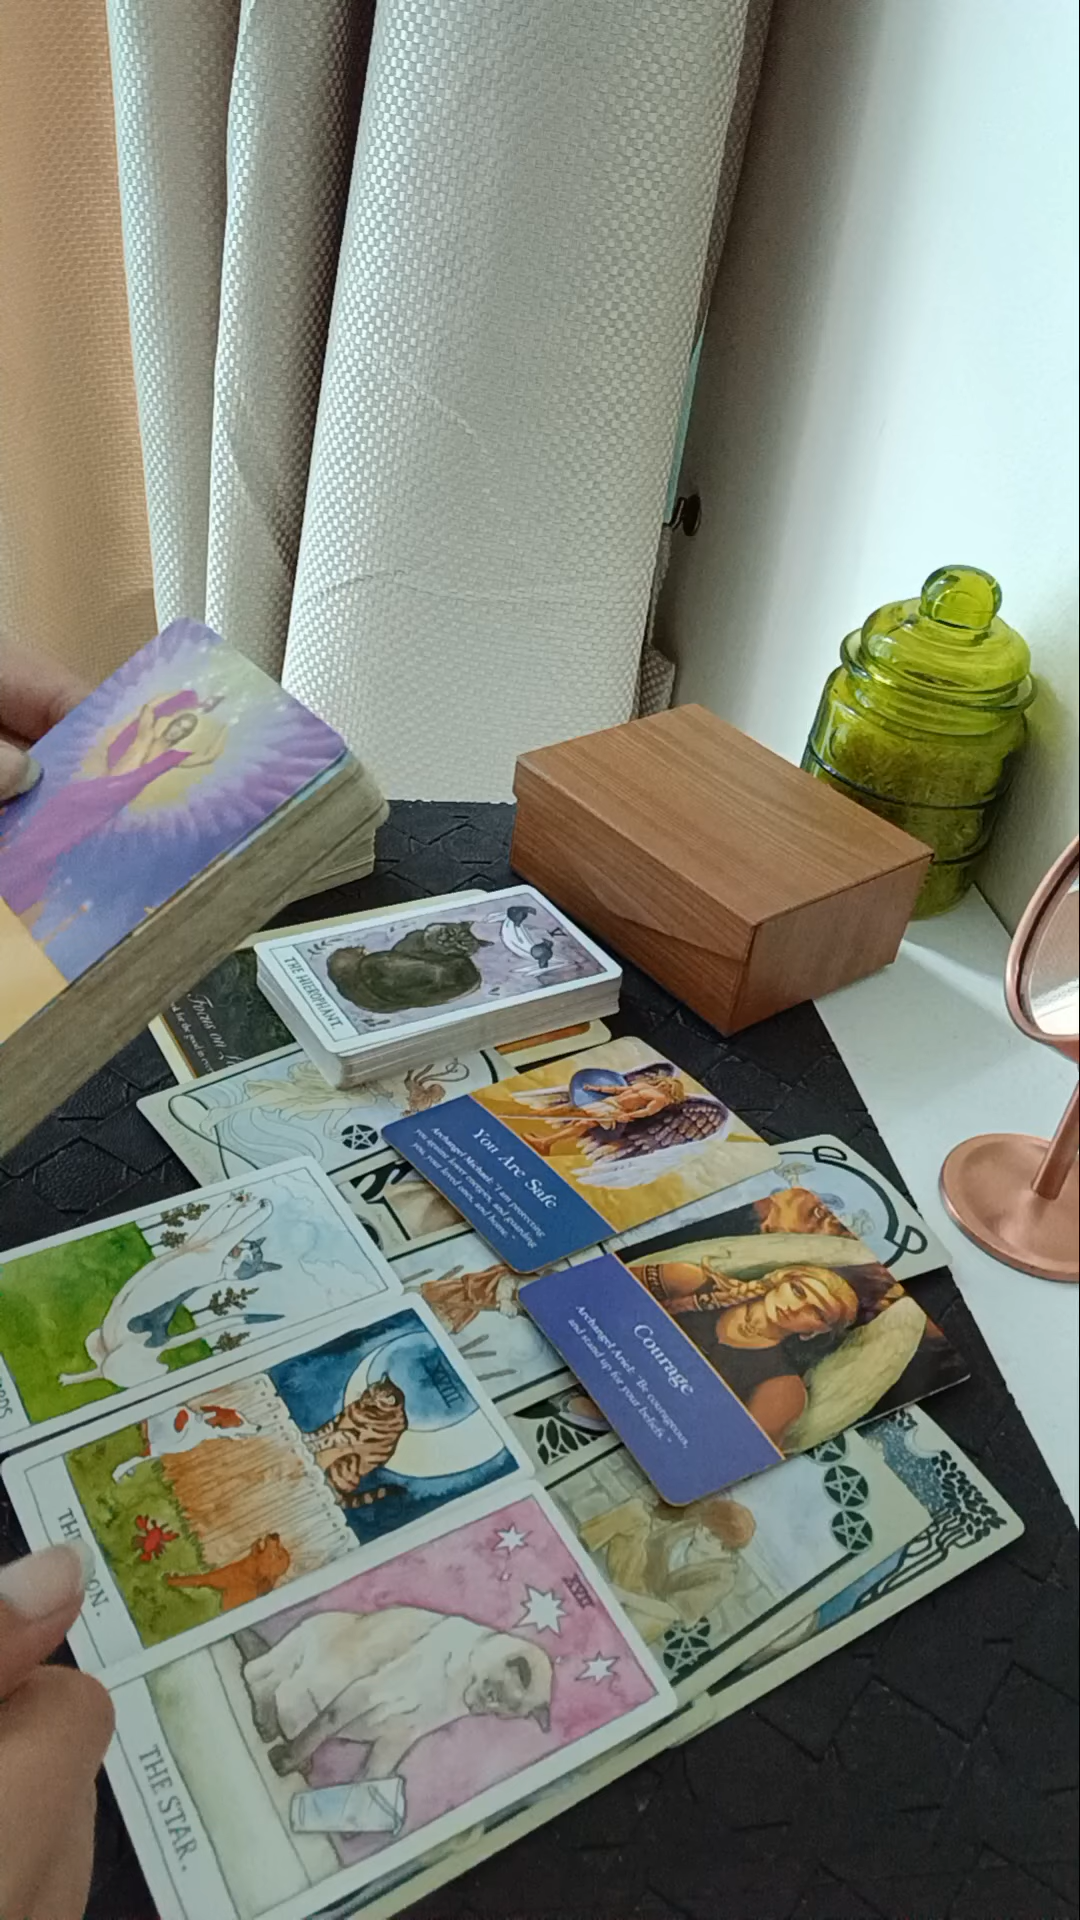 THE HIEROPHANT.
V
Focus on
You Are Safe
Archangel Michael: "I am protecting
you against lower energies, and guarding
you, your loved ones, and home."
Courage
Archangel Ariel: "Be courageous,
and stand up for your beliefs."
XVIII
XVII
THE STAR.